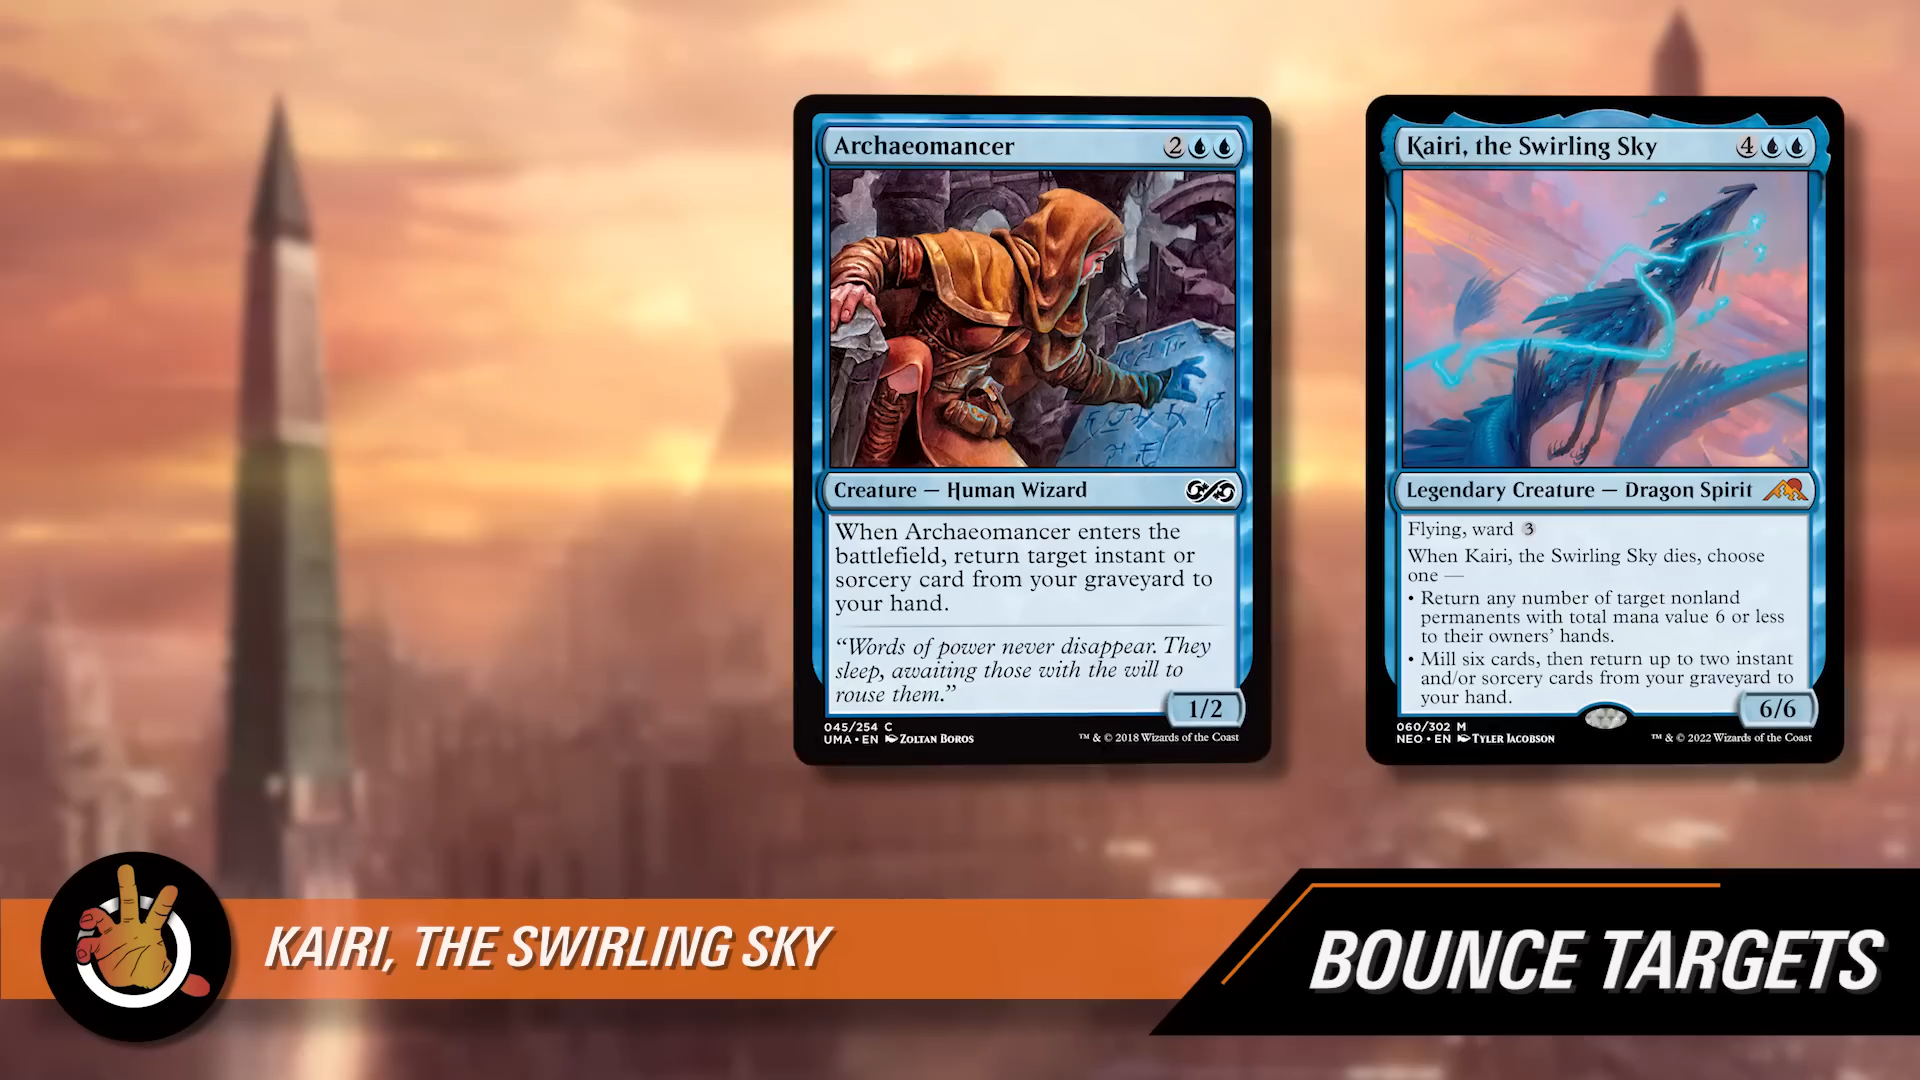 Archaeomancer 2
Creature — Human Wizard
When Archaeomancer enters the
battlefield, return target instant or
sorcery card from your graveyard to
your hand.
“Words of power never disappear. They
sleep, awaiting those with the will to
rouse them.”
1/2
045/254 C
UMA • EN ZOLTAN BOROS
™ & © 2018 Wizards of the Coast
Kairi, the Swirling Sky 4
Legendary Creature — Dragon Spirit
Flying, ward 3
When Kairi, the Swirling Sky dies, choose
one —
• Return any number of target nonland
permanents with total mana value 6 or less
to their owners’ hands.
• Mill six cards, then return up to two instant
and/or sorcery cards from your graveyard to
your hand.
6/6
060/302 M
NEO • EN TYLER JACOBSON
™ & © 2022 Wizards of the Coast
KAIRI, THE SWIRLING SKY
BOUNCE TARGETS